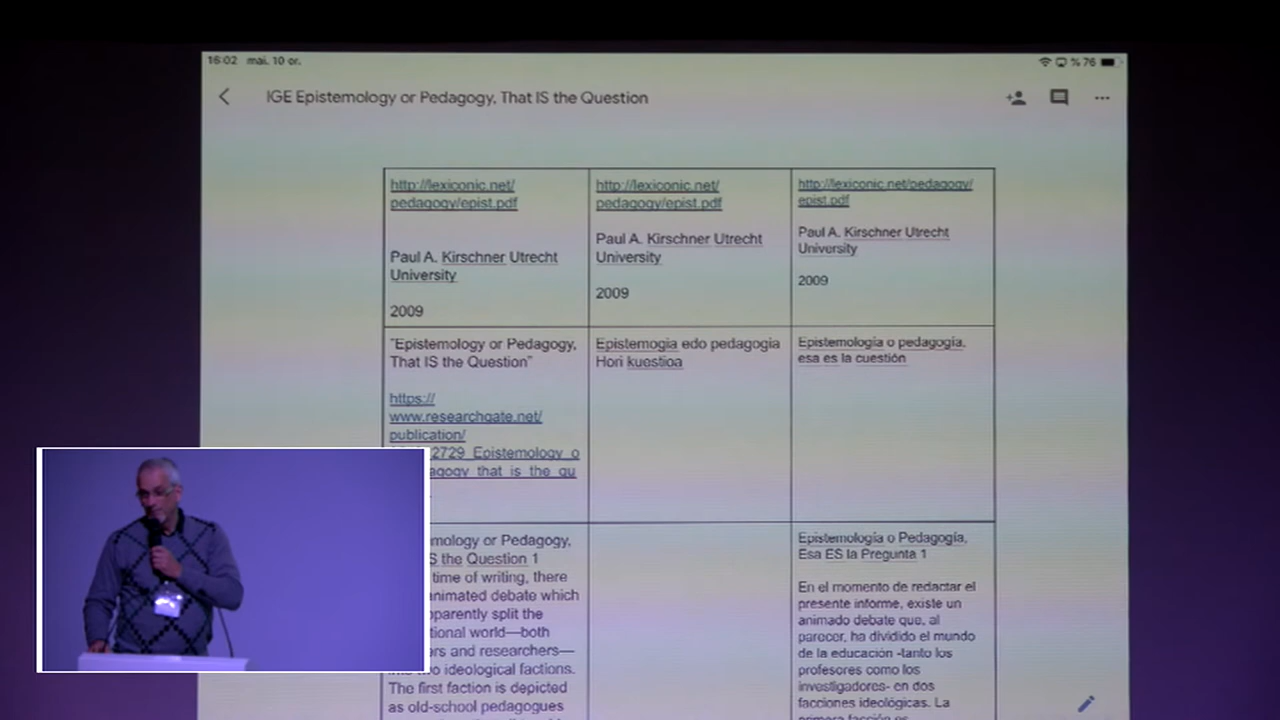 16:02 mai. 10 or.
% 76
IGE Epistemology or Pedagogy, That IS the Question
http://lexiconic.net/
pedagogy/epist.pdf
Paul A. Kirschner Utrecht
University
2009
http://lexiconic.net/
pedagogy/epist.pdf
Paul A. Kirschner Utrecht
University
2009
http://lexiconic.net/pedagogy/
epist.pdf
Paul A. Kirschner Utrecht
University
2009
"Epistemology or Pedagogy,
That IS the Question"
https://
www.researchgate.net/
publication/
2729_Epistemology_o
agogy_that_is_the_qu
Epistemogia edo pedagogia
Hori kuestioa
Epistemología o pedagogía,
esa es la cuestión
mology or Pedagogy,
S the Question 1
time of writing, there
animated debate which
pparently split the
tional world—both
ers and researchers—
two ideological factions.
The first faction is depicted
as old-school pedagogues
Epistemología o Pedagogía,
Esa ES la Pregunta 1
En el momento de redactar el
presente informe, existe un
animado debate que, al
parecer, ha dividido el mundo
de la educación -tanto los
profesores como los
investigadores- en dos
facciones ideológicas. La